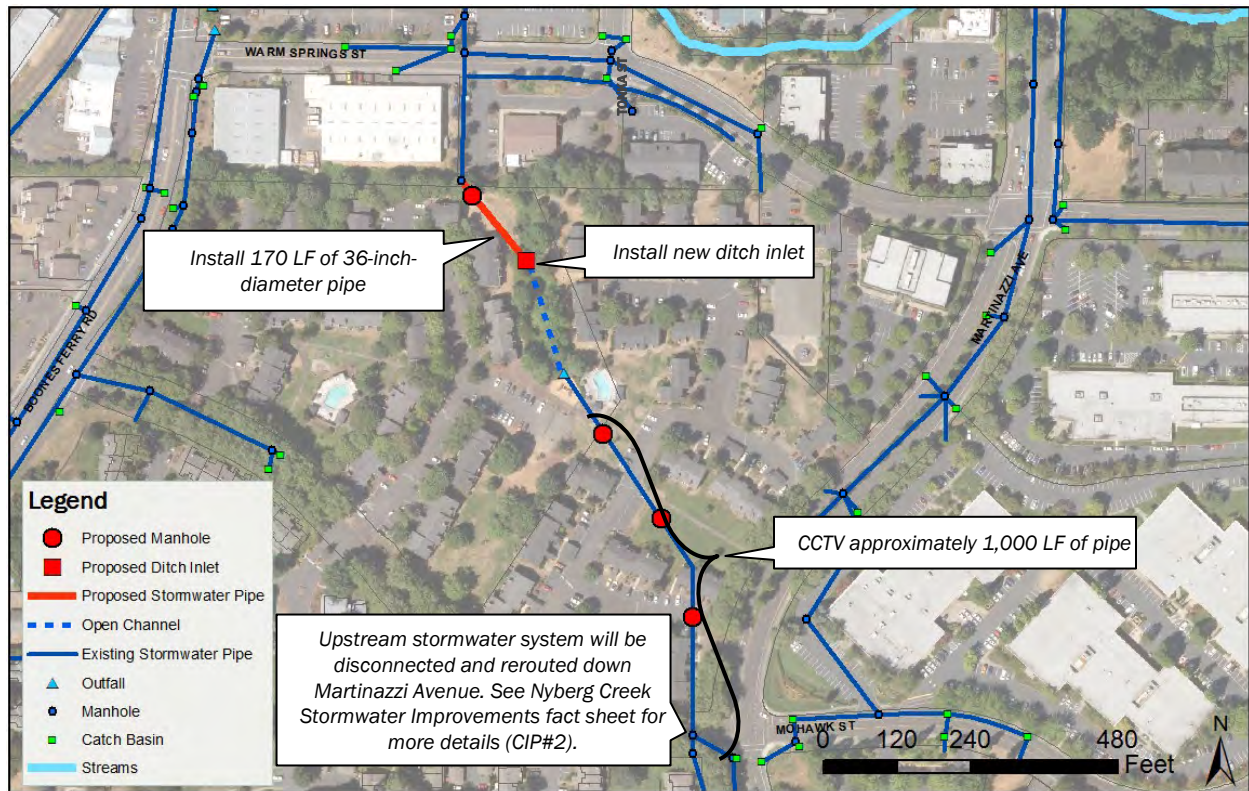 WARM SPRINGS ST
TONKA ST
Install 170 LF of 36-inch-
diameter pipe
Install new ditch inlet
BOONES FERRY RD
MARTINAZZI AVE
CCTV approximately 1,000 LF of pipe
Upstream stormwater system will be
disconnected and rerouted down
Martinazzi Avenue. See Nyberg Creek
Stormwater Improvements fact sheet for
more details (CIP#2).
MOHAWK ST
Legend
Proposed Manhole
Proposed Ditch Inlet
Proposed Stormwater Pipe
Open Channel
Existing Stormwater Pipe
Outfall
Manhole
Catch Basin
Streams
0 120 240 480
Feet
N